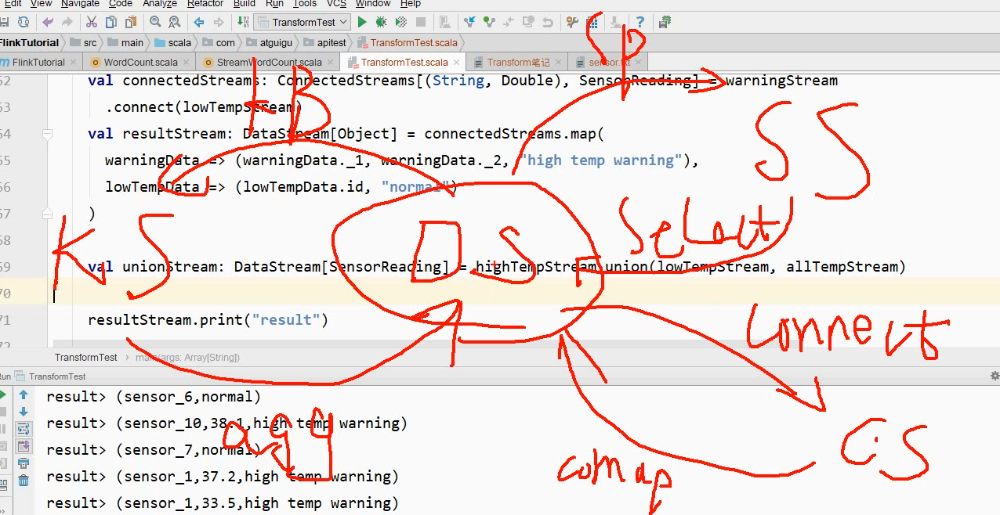 Edit View Navigate Code Analyze Refactor Build Run Tools VCS Window Help
TransformTest
FlinkTutorial src main scala com atguigu apitest TransformTest.scala
FlinkTutorial WordCount.scala StreamWordCount.scala TransformTest.scala Transform笔记 sensor.txt
62 val connectedStreams: ConnectedStreams[(String, Double), SensorReading] = warningStream
63 .connect(lowTempStream)
64 val resultStream: DataStream[Object] = connectedStreams.map(
65 warningData => (warningData._1, warningData._2, "high temp warning"),
66 lowTempData => (lowTempData.id, "normal")
67 )
68
69 val unionStream: DataStream[SensorReading] = highTempStream.union(lowTempStream, allTempStream)
70
71 resultStream.print("result")
72
SP
SS
KS
DS
Select
Connect
agg
CS
TransformTest main(args: Array[String])
Run TransformTest
result> (sensor_6,normal)
result> (sensor_10,38.1,high temp warning)
result> (sensor_7,normal)
result> (sensor_1,37.2,high temp warning)
result> (sensor_1,33.5,high temp warning)